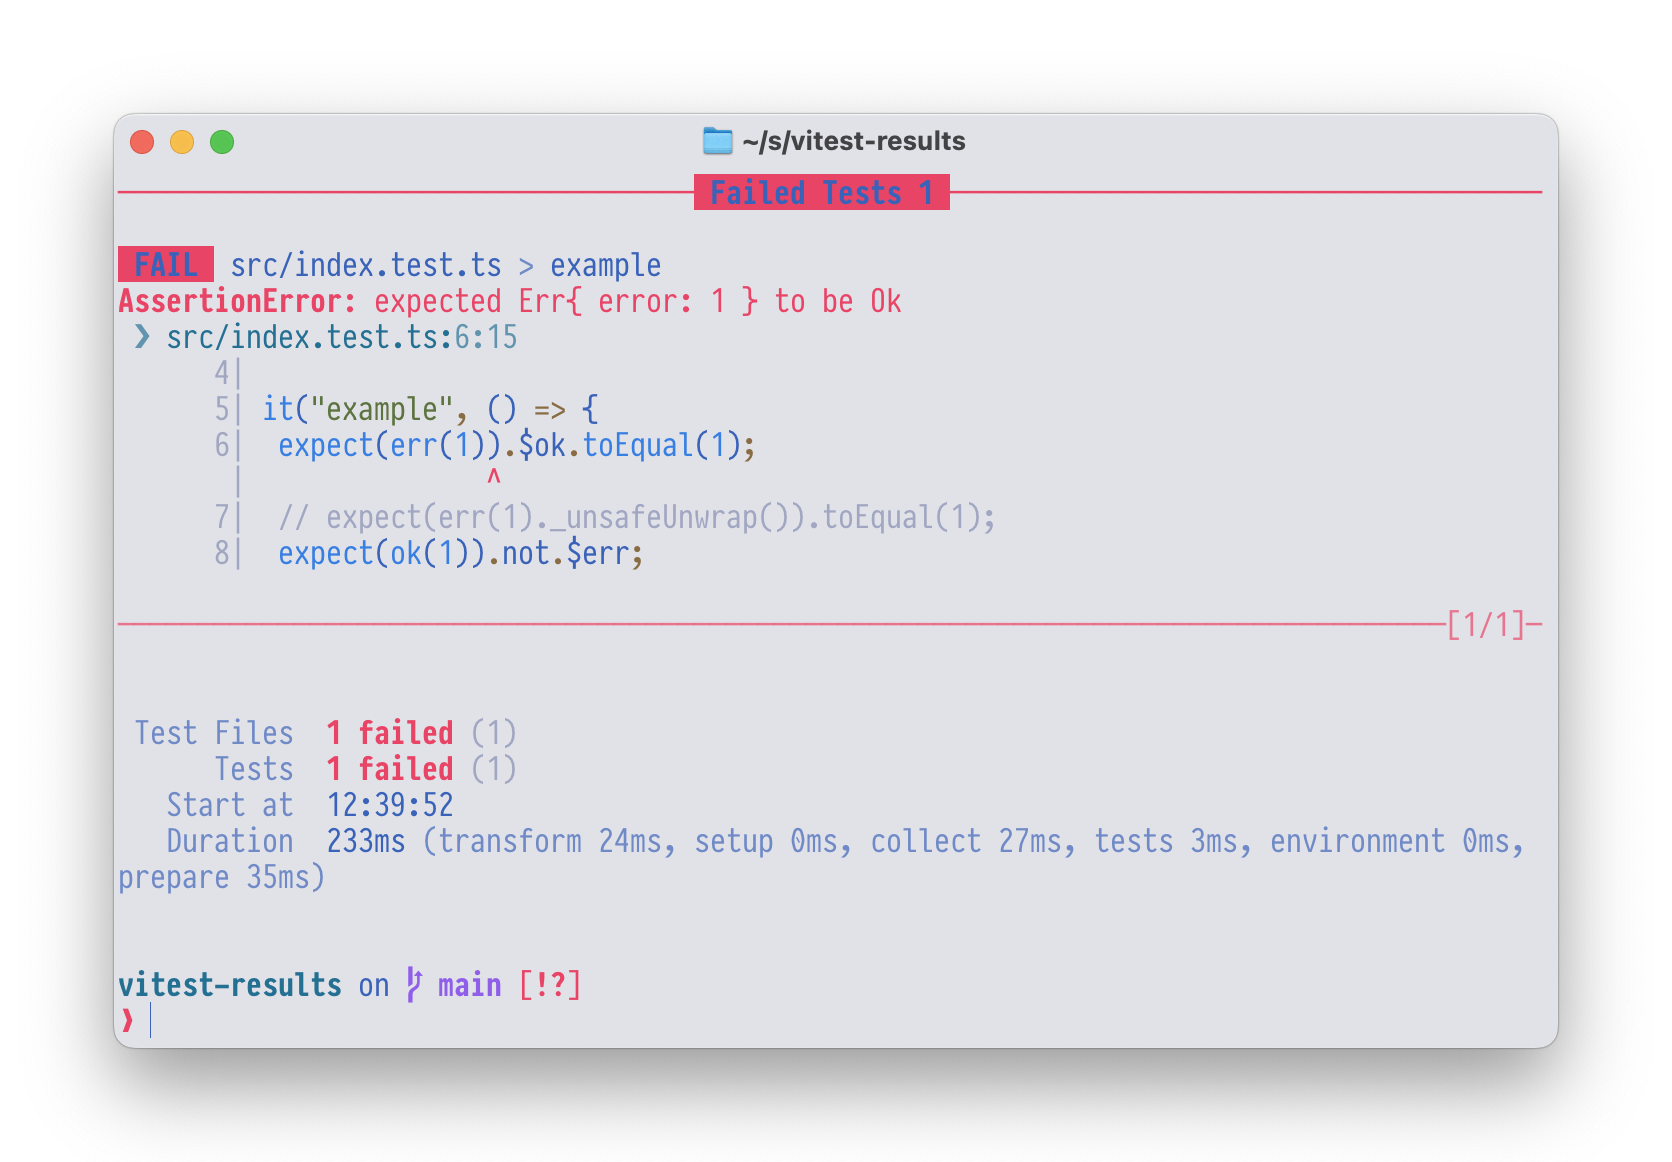 ~/s/vitest-results
Failed Tests 1
FAIL src/index.test.ts > example
AssertionError: expected Err{ error: 1 } to be Ok
❯ src/index.test.ts:6:15
4|
5| it("example", () => {
6|  expect(err(1)).$ok.toEqual(1);
|               ^
7|  // expect(err(1)._unsafeUnwrap()).toEqual(1);
8|  expect(ok(1)).not.$err;
[1/1]
Test Files  1 failed (1)
Tests  1 failed (1)
Start at  12:39:52
Duration  233ms (transform 24ms, setup 0ms, collect 27ms, tests 3ms, environment 0ms,
prepare 35ms)
vitest-results on main [!?]
❯